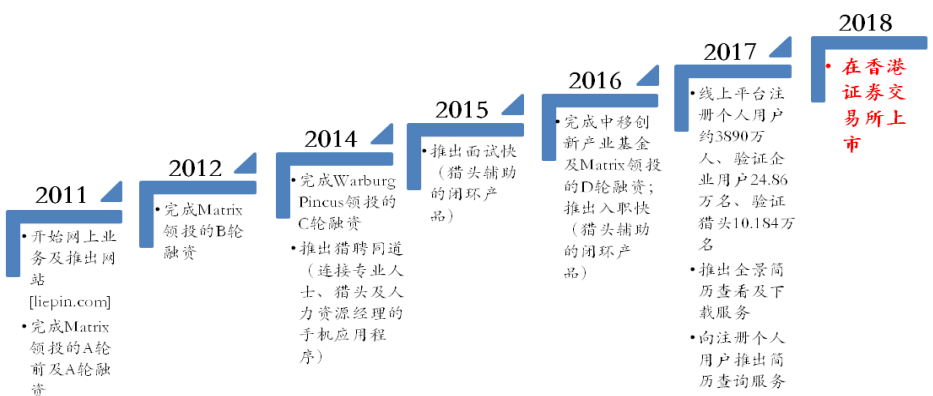 2011
• 开始网上业
务及推出网
站
[liepin.com]
• 完成Matrix
领投的A轮
前及A轮融
资
2012
• 完成Matrix
领投的B轮
融资
2014
• 完成Warburg
Pincus领投的
C轮融资
• 推出猎聘同道
（连接专业人
士、猎头及人
力资源经理的
手机应用程
序）
2015
• 推出面试快
（猎头辅助
的闭环产
品）
2016
• 完成中移创
新产业基金
及Matrix领投
的D轮融资；
推出入职快
（猎头辅助
的闭环产
品）
2017
• 线上平台注
册个人用户
约3890万
人、验证企
业用户24.86
万名、验证
猎头10.184万
名
• 推出全景简
历查看及下
载服务
• 向注册个人
用户推出简
历查询服务
2018
• 在香港
证券交
易所上
市